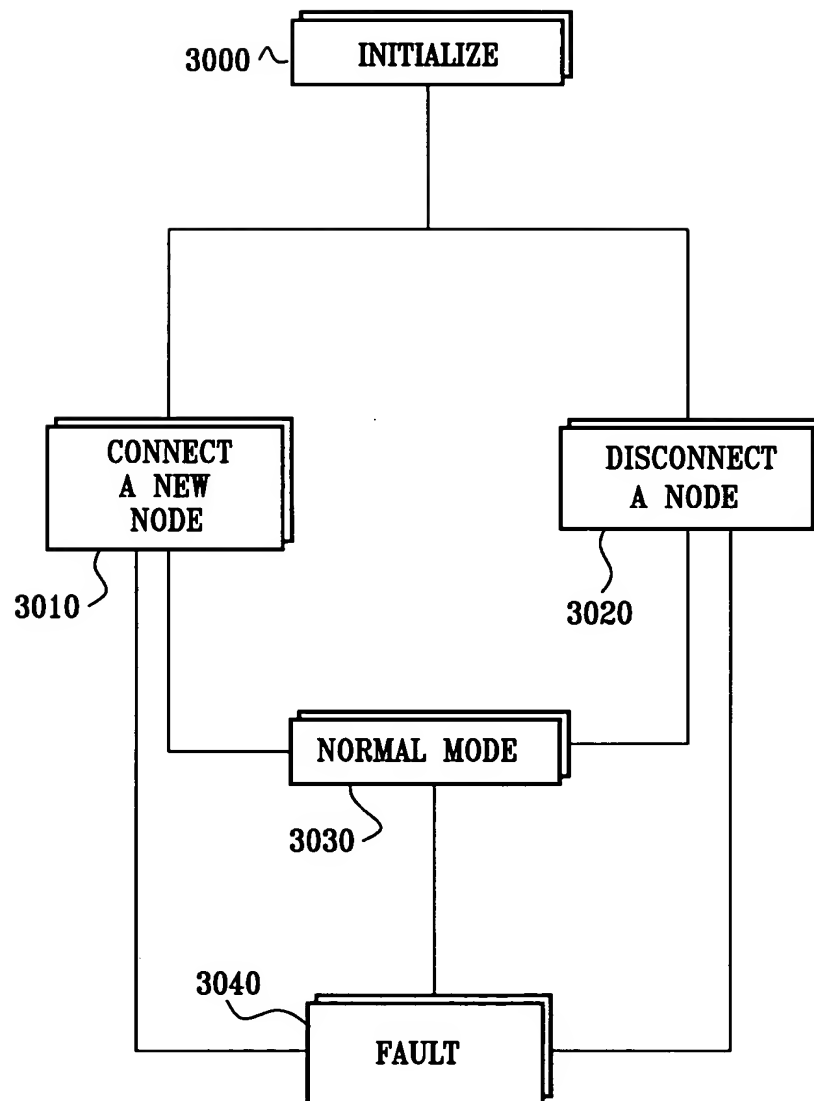 3000
INITIALIZE
CONNECT
A NEW
NODE
DISCONNECT
A NODE
3010
3020
NORMAL MODE
3030
3040
FAULT